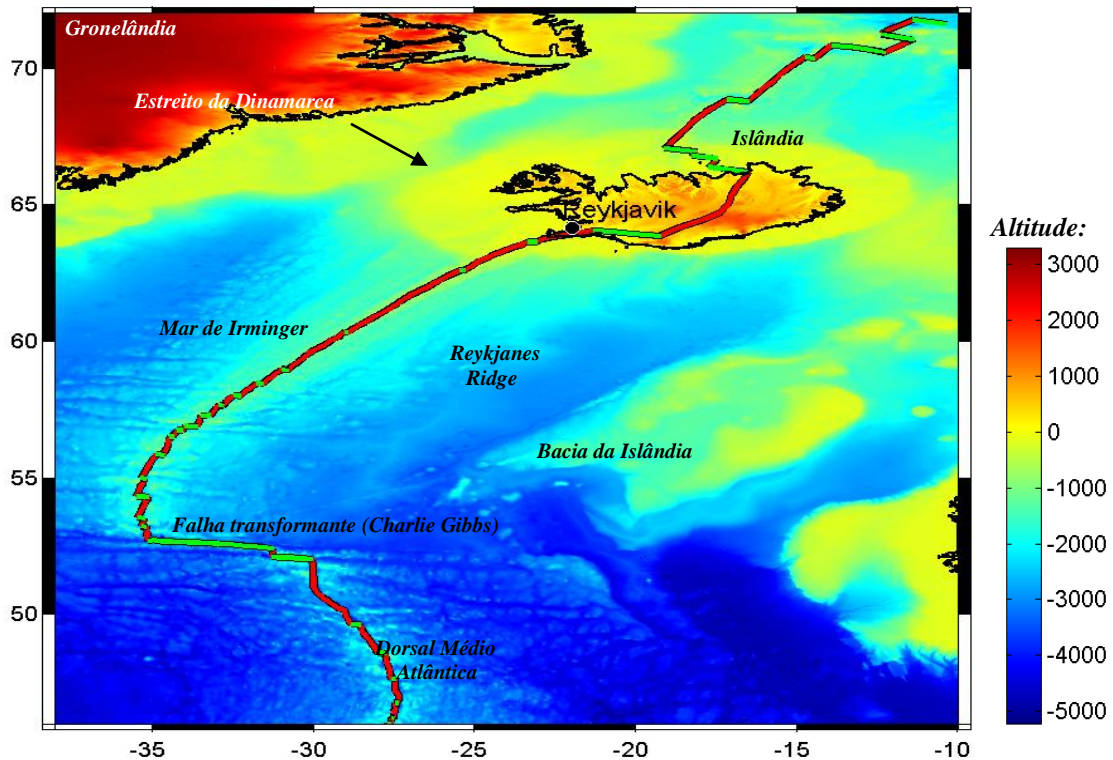 Gronelândia
70
Estreito da Dinamarca
Islândia
65
Reykjavik
Altitude:
3000
2000
1000
0
-1000
-2000
-3000
-4000
-5000
60
Mar de Irminger
Reykjanes
Ridge
Bacia da Islândia
55
Falha transformante (Charlie Gibbs)
50
Dorsal Médio
Atlântica
-35
-30
-25
-20
-15
-10